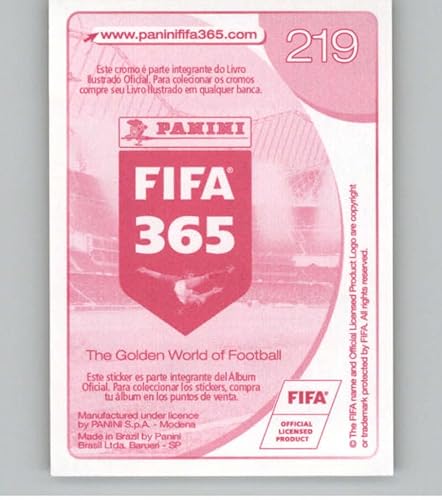 www.paninififa365.com
219
Este cromo é parte integrante do Livro
Ilustrado Oficial. Para colecionar os cromos
compre seu Livro Ilustrado em qualquer banca.
PANINI
FIFA®
365
The Golden World of Football
Este sticker es parte integrante del Álbum
Oficial. Para coleccionar los stickers, compra
tu álbum en los puntos de venta.
Manufactured under licence
by PANINI S.p.A. - Modena
Made in Brazil by Panini
Brasil Ltda. Barueri - SP
FIFA®
OFFICIAL
LICENSED
PRODUCT
© The FIFA name and Official Licensed Product Logo are copyright
or trademark protected by FIFA. All rights reserved.